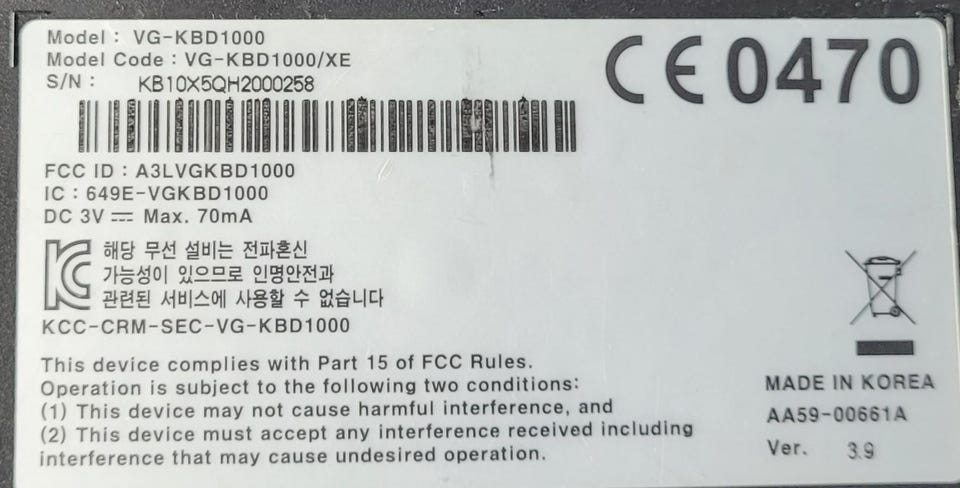 Model : VG-KBD1000
Model Code : VG-KBD1000/XE
S/N : KB10X5QH2000258
CE 0470
FCC ID : A3LVGKBD1000
IC : 649E-VGKBD1000
DC 3V ⎓ Max. 70mA
해당 무선 설비는 전파혼신
가능성이 있으므로 인명안전과
관련된 서비스에 사용할 수 없습니다
KCC-CRM-SEC-VG-KBD1000
This device complies with Part 15 of FCC Rules.
Operation is subject to the following two conditions:
(1) This device may not cause harmful interference, and
(2) This device must accept any interference received including
interference that may cause undesired operation.
MADE IN KOREA
AA59-00661A
Ver. 3.9